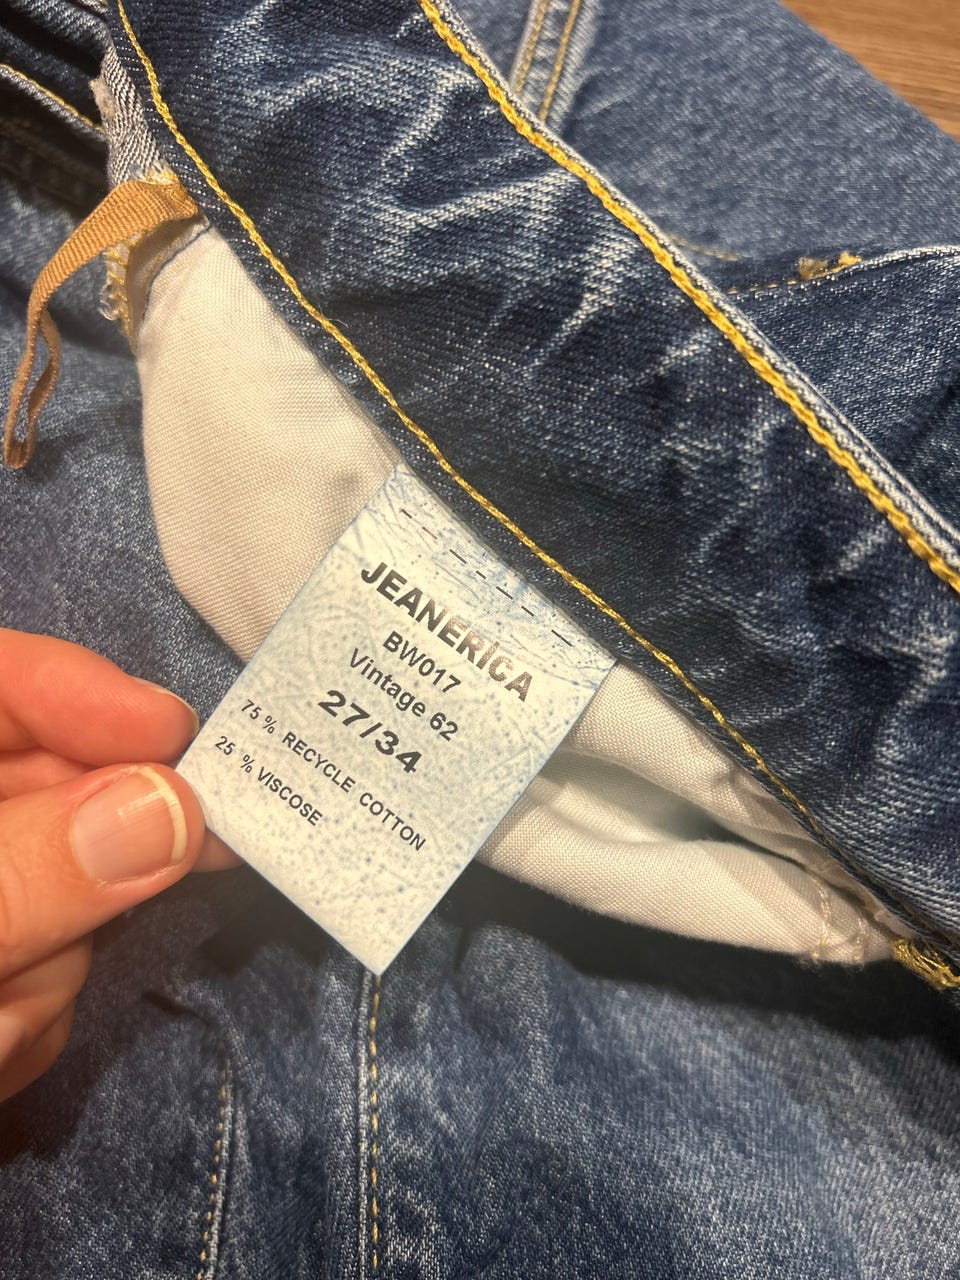 JEANERICA
BW017
Vintage 62
27/34
75 % RECYCLE COTTON
25 % VISCOSE